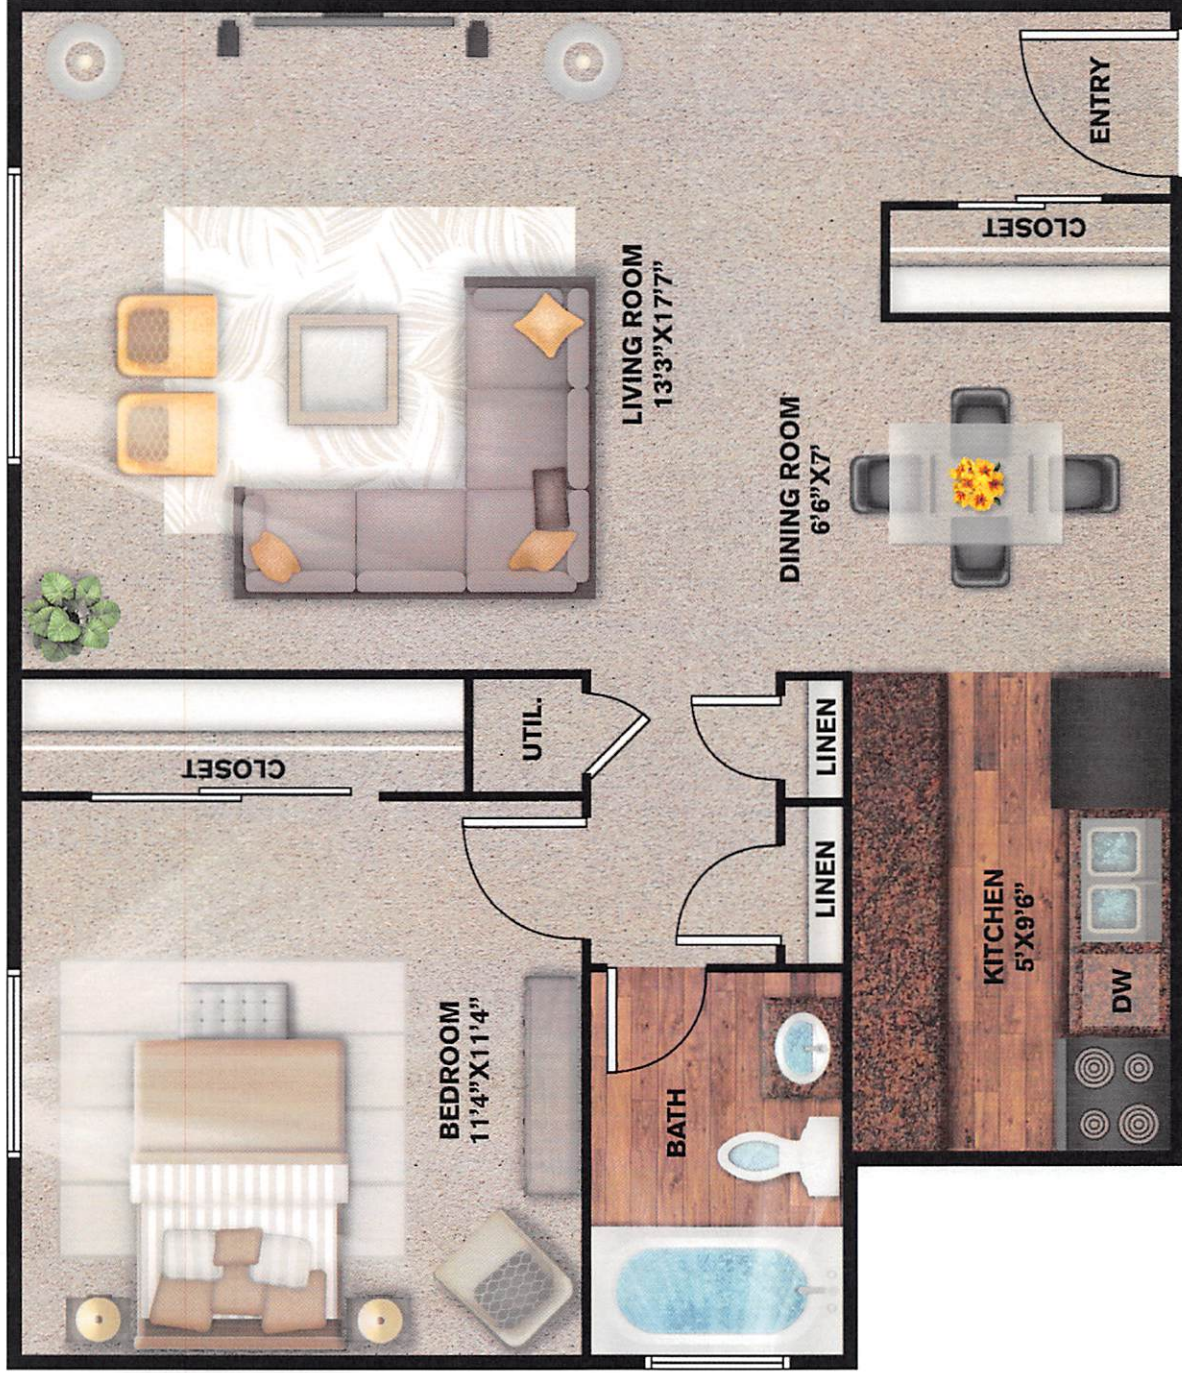 ENTRY
CLOSET
LIVING ROOM
13'3"X17'7"
DINING ROOM
6'6"X7'
CLOSET
UTIL.
LINEN
LINEN
BEDROOM
11'4"X11'4"
BATH
KITCHEN
5'X9'6"
DW